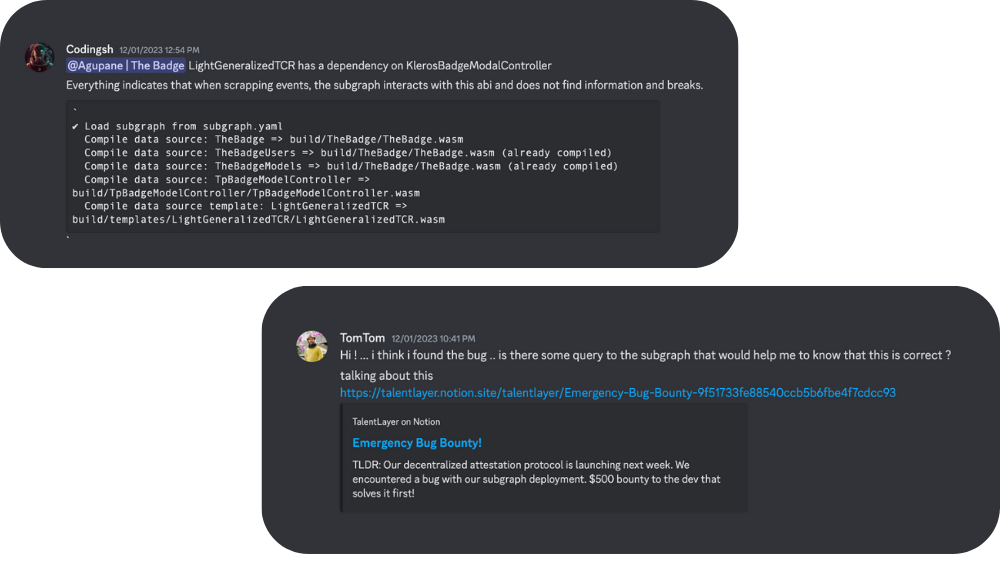 Codingsh 12/01/2023 12:54 PM
@Agupane | The Badge LightGeneralizedTCR has a dependency on KlerosBadgeModalController
Everything indicates that when scrapping events, the subgraph interacts with this abi and does not find information and breaks.
`
✔ Load subgraph from subgraph.yaml
Compile data source: TheBadge => build/TheBadge/TheBadge.wasm
Compile data source: TheBadgeUsers => build/TheBadge/TheBadge.wasm (already compiled)
Compile data source: TheBadgeModels => build/TheBadge/TheBadge.wasm (already compiled)
Compile data source: TpBadgeModelController =>
build/TpBadgeModelController/TpBadgeModelController.wasm
Compile data source template: LightGeneralizedTCR =>
build/templates/LightGeneralizedTCR/LightGeneralizedTCR.wasm
`
TomTom 12/01/2023 10:41 PM
Hi ! ... i think i found the bug .. is there some query to the subgraph that would help me to know that this is correct ?
talking about this
https://talentlayer.notion.site/talentlayer/Emergency-Bug-Bounty-9f51733fe88540ccb5b6fbe4f7cdcc93
TalentLayer on Notion
Emergency Bug Bounty!
TLDR: Our decentralized attestation protocol is launching next week. We
encountered a bug with our subgraph deployment. $500 bounty to the dev that
solves it first!